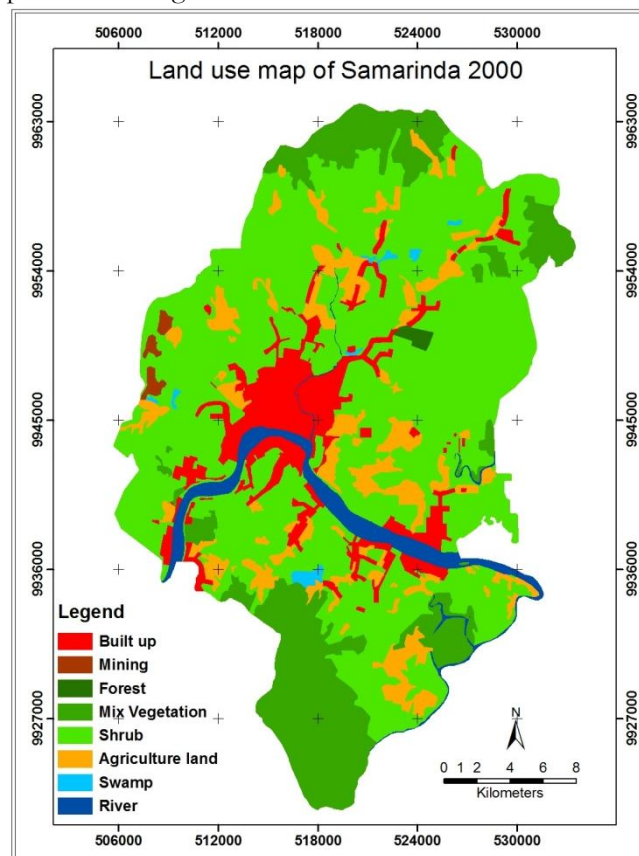 506000 512000 518000 524000 530000
Land use map of Samarinda 2000
9963000 9963000
9954000 9954000
9945000 9945000
9936000 9936000
9927000 9927000
Legend
Built up
Mining
Forest
Mix Vegetation
Shrub
Agriculture land
Swamp
River
N
0 1 2 4 6 8
Kilometers
506000 512000 518000 524000 530000